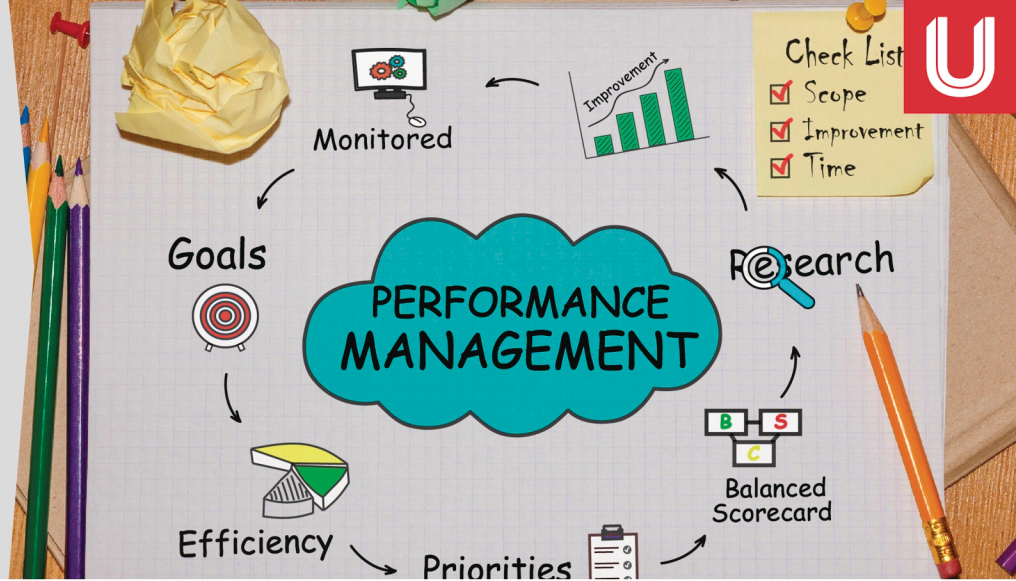 Monitored
Improvement
Check List
Scope
Improvement
Time
U
Goals
Research
PERFORMANCE
MANAGEMENT
B S
C
Balanced
Scorecard
Efficiency
Priorities